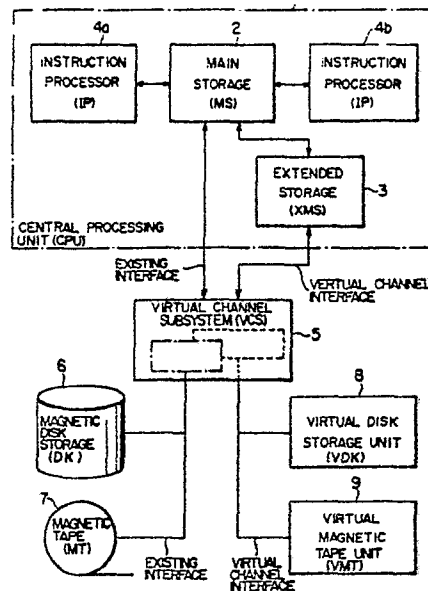 4a
2
4b
INSTRUCTION
PROCESSOR
(IP)
MAIN
STORAGE
(MS)
INSTRUCTION
PROCESSOR
(IP)
EXTENDED
STORAGE
(XMS)
3
CENTRAL PROCESSING
UNIT (CPU)
EXISTING
INTERFACE
VERTUAL CHANNEL
INTERFACE
VIRTUAL CHANNEL
SUBSYSTEM (VCS)
5
6
MAGNETIC
DISK
STORAGE
(DK)
8
VIRTUAL DISK
STORAGE UNIT
(VDK)
7
MAGNETIC
TAPE
(MT)
9
VIRTUAL
MAGNETIC
TAPE UNIT
(VMT)
EXISTING
INTERFACE
VIRTUAL
CHANNEL
INTERFACE